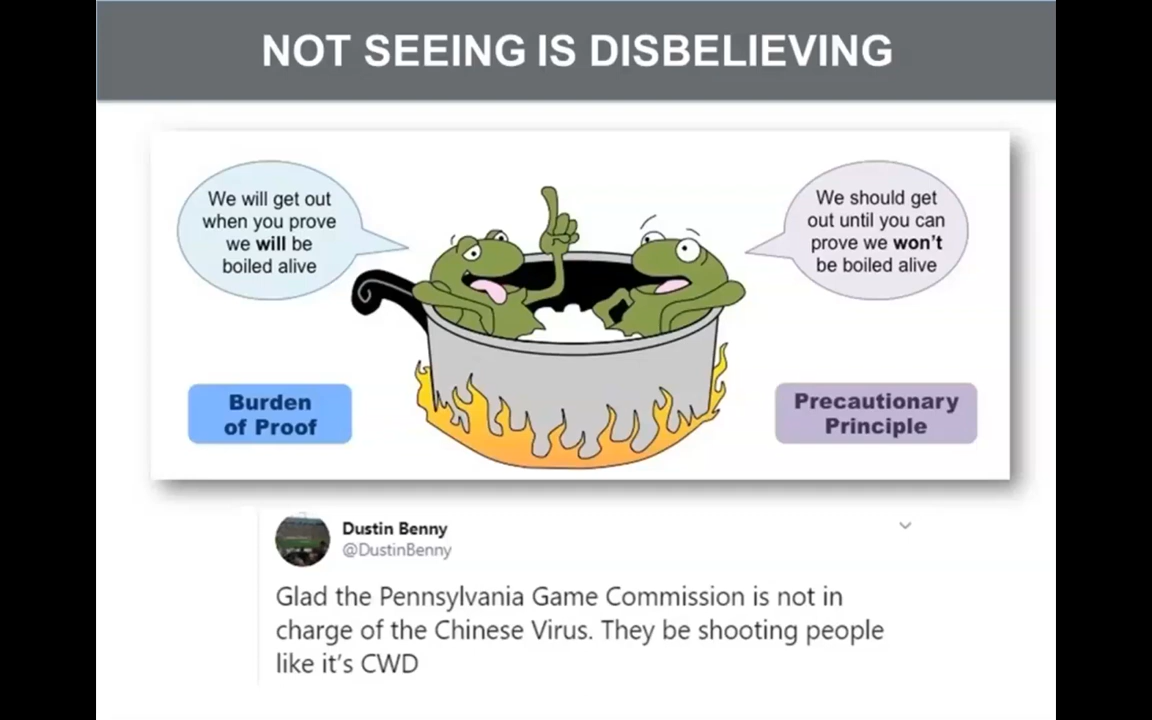 NOT SEEING IS DISBELIEVING
We will get out
when you prove
we will be
boiled alive
We should get
out until you can
prove we won't
be boiled alive
Burden
of Proof
Precautionary
Principle
Dustin Benny
@DustinBenny
Glad the Pennsylvania Game Commission is not in
charge of the Chinese Virus. They be shooting people
like it's CWD